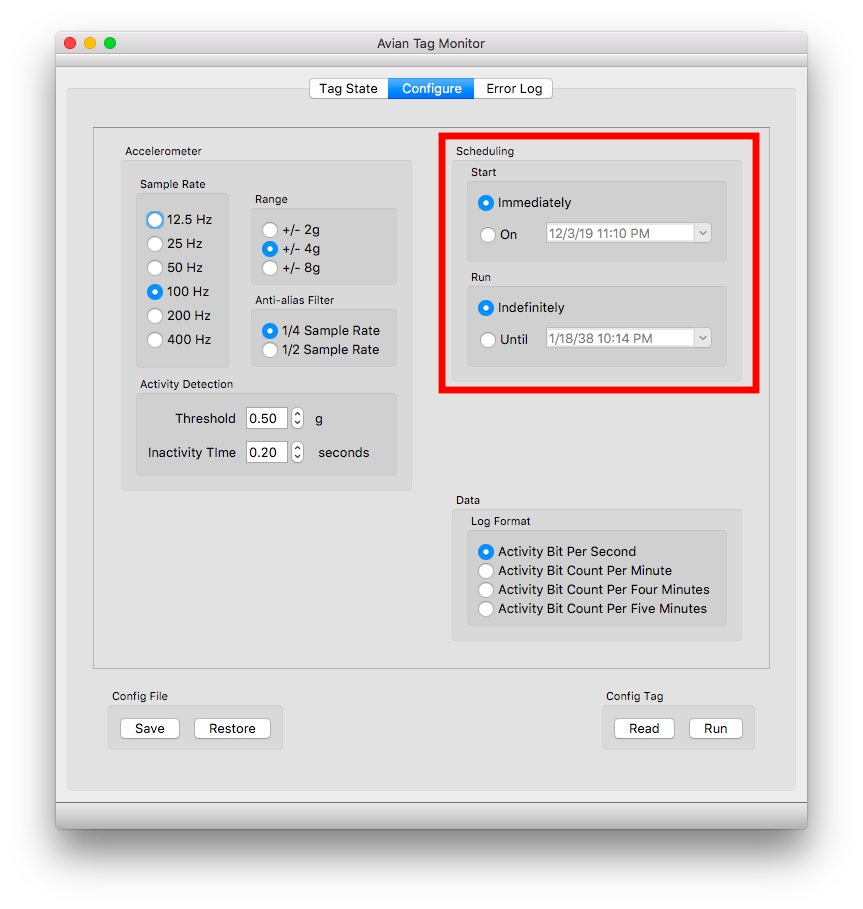 Avian Tag Monitor
Tag State Configure Error Log
Accelerometer
Sample Rate
12.5 Hz
25 Hz
50 Hz
100 Hz
200 Hz
400 Hz
Range
+/- 2g
+/- 4g
+/- 8g
Anti-alias Filter
1/4 Sample Rate
1/2 Sample Rate
Activity Detection
Threshold 0.50 g
Inactivity TIme 0.20 seconds
Scheduling
Start
Immediately
On 12/3/19 11:10 PM
Run
Indefinitely
Until 1/18/38 10:14 PM
Data
Log Format
Activity Bit Per Second
Activity Bit Count Per Minute
Activity Bit Count Per Four Minutes
Activity Bit Count Per Five Minutes
Config File
Save Restore
Config Tag
Read Run